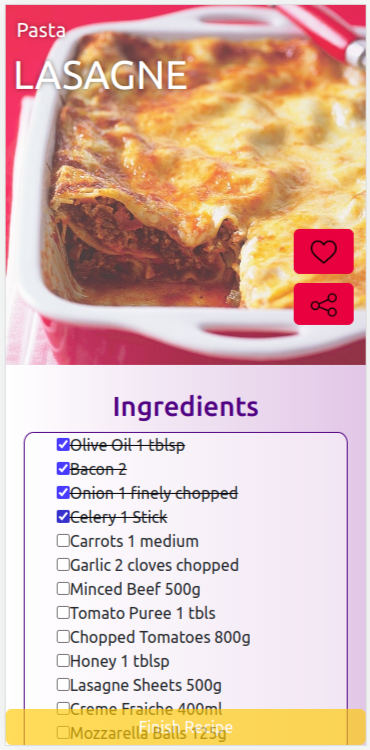 Pasta
LASAGNE
Ingredients
Olive Oil 1 tblsp
Bacon 2
Onion 1 finely chopped
Celery 1 Stick
Carrots 1 medium
Garlic 2 cloves chopped
Minced Beef 500g
Tomato Puree 1 tbls
Chopped Tomatoes 800g
Honey 1 tblsp
Lasagne Sheets 500g
Creme Fraiche 400ml
Finish Recipe
Mozzarella Balls 125g